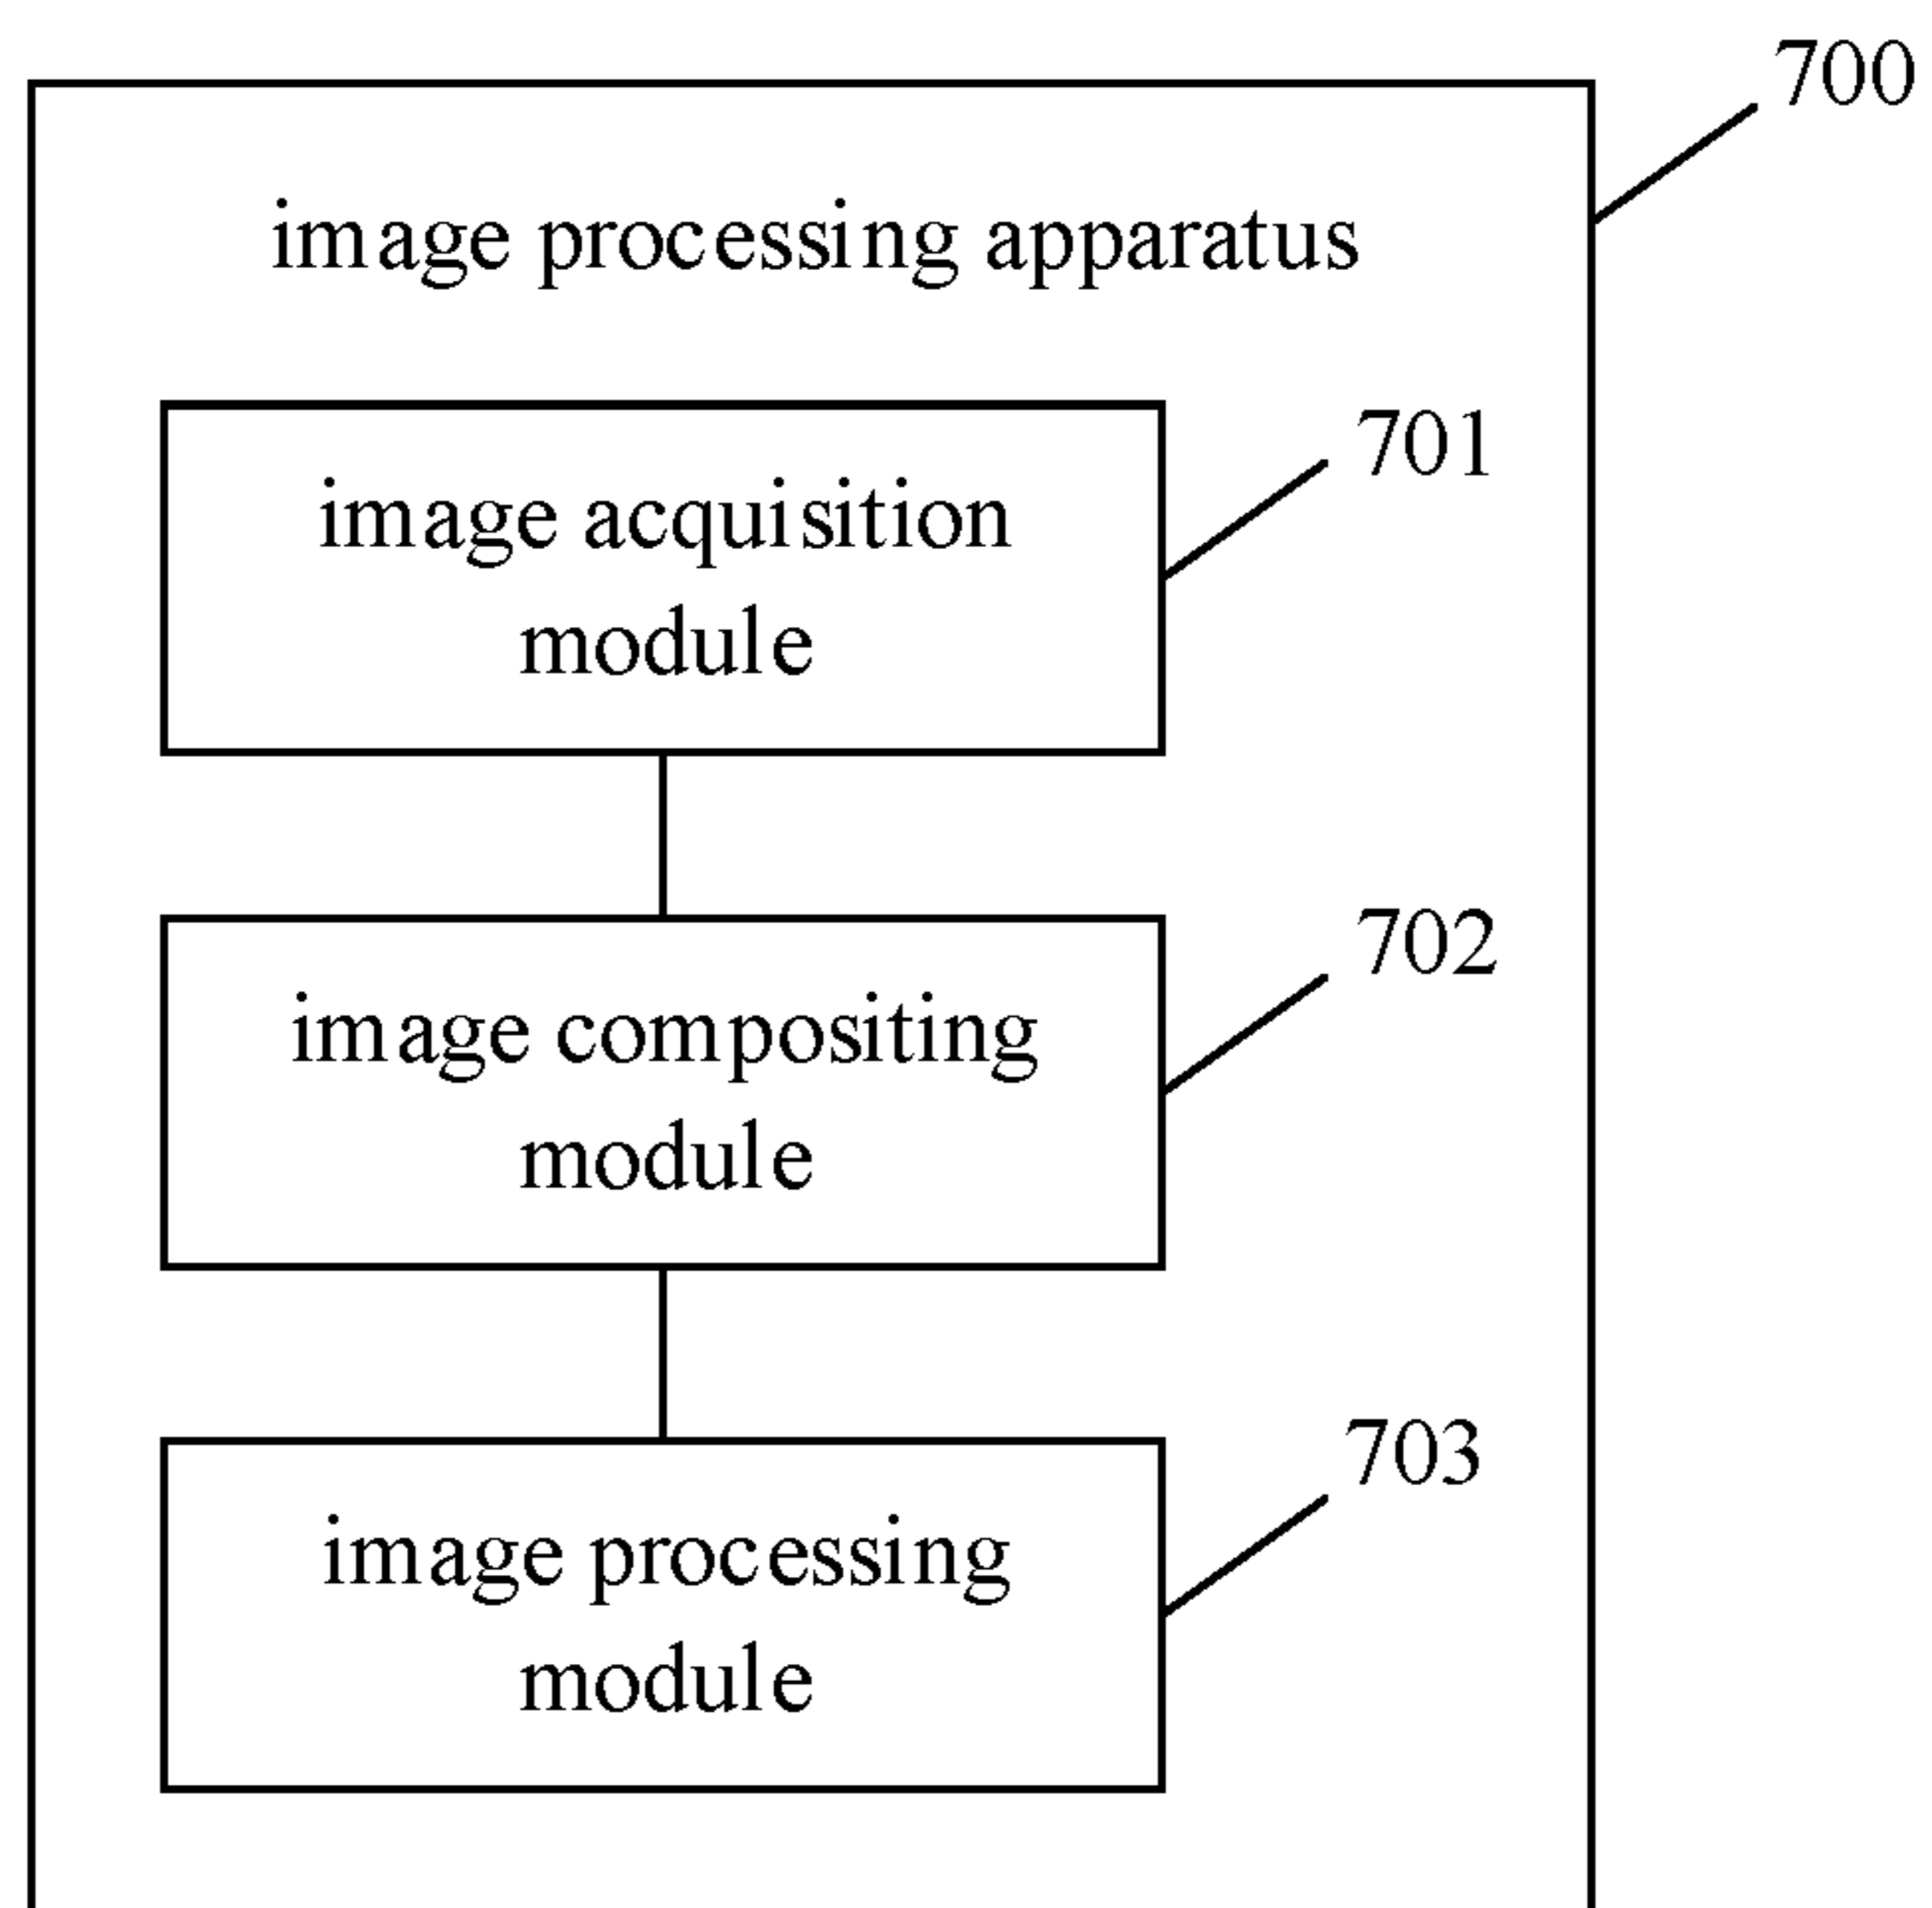 700
image processing apparatus
701
image acquisition
module
702
image compositing
module
703
image processing
module